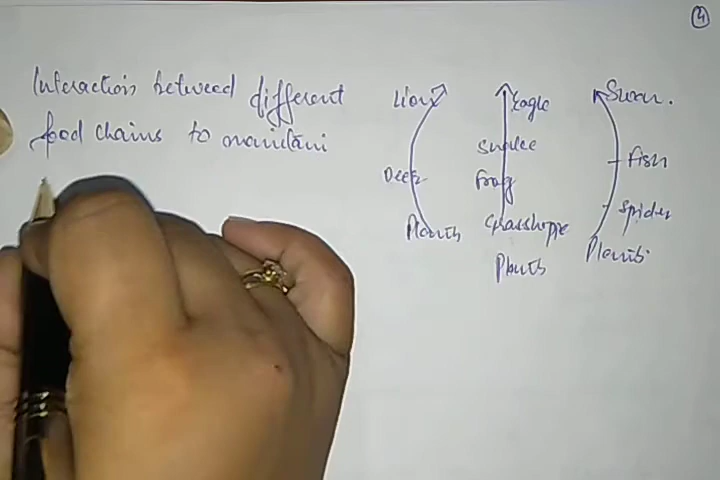 4
Interaction between different
food chains to maintain
Lion
Deer
Plants
Eagle
Snake
Frog
Grasshoppe
Plants
Swan.
Fish
Spider
Plants